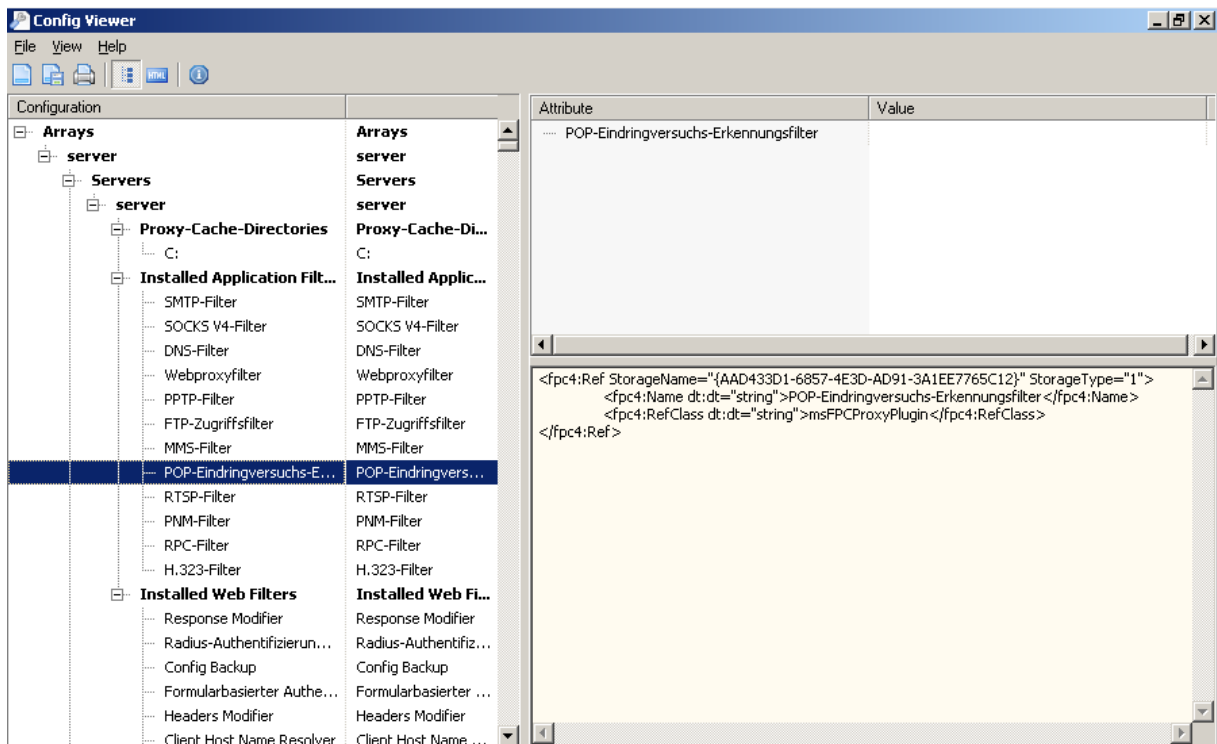 Config Viewer
File View Help
HTML
Configuration
Arrays Arrays
server server
Servers Servers
server server
Proxy-Cache-Directories Proxy-Cache-Di...
C: C:
Installed Application Filt... Installed Applic...
SMTP-Filter SMTP-Filter
SOCKS V4-Filter SOCKS V4-Filter
DNS-Filter DNS-Filter
Webproxyfilter Webproxyfilter
PPTP-Filter PPTP-Filter
FTP-Zugriffsfilter FTP-Zugriffsfilter
MMS-Filter MMS-Filter
POP-Eindringversuchs-E... POP-Eindringvers...
RTSP-Filter RTSP-Filter
PNM-Filter PNM-Filter
RPC-Filter RPC-Filter
H.323-Filter H.323-Filter
Installed Web Filters Installed Web Fi...
Response Modifier Response Modifier
Radius-Authentifizierun... Radius-Authentifiz...
Config Backup Config Backup
Formularbasierter Authe... Formularbasierter ...
Headers Modifier Headers Modifier
Client Host Name Resolver Client Host Name ...
Attribute Value
POP-Eindringversuchs-Erkennungsfilter
<fpc4:Ref StorageName="{AAD433D1-6857-4E3D-AD91-3A1EE7765C12}" StorageType="1">
<fpc4:Name dt:dt="string">POP-Eindringversuchs-Erkennungsfilter</fpc4:Name>
<fpc4:RefClass dt:dt="string">msFPCProxyPlugin</fpc4:RefClass>
</fpc4:Ref>